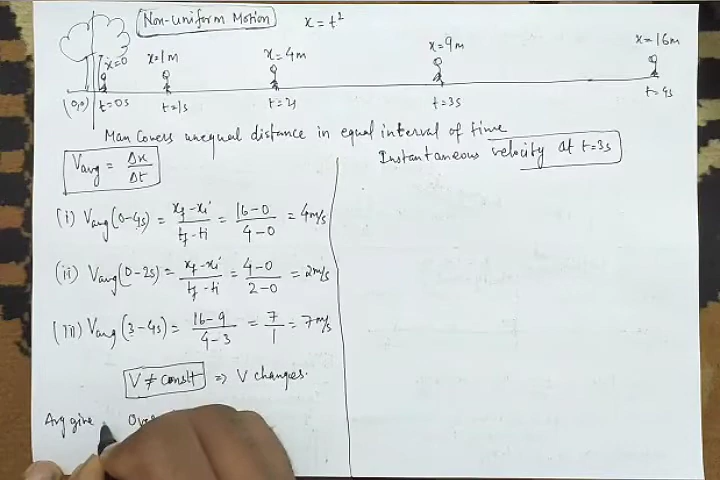 Non-uniform Motion x = t²
x=0 x=1m x=4m x=9m x=16m
(0,0) t=0s t=1s t=2s t=3s t=4s
Man Covers unequal distance in equal interval of time
Vavg = Δx/Δt
Instantaneous velocity at t=3s
(i) Vavg(0-4s) = xf-xi/tf-ti = 16-0/4-0 = 4m/s
(ii) Vavg(0-2s) = xf-xi/tf-ti = 4-0/2-0 = 2m/s
(iii) Vavg(3-4s) = 16-9/4-3 = 7/1 = 7m/s
V ≠ const => V changes.
Avg give